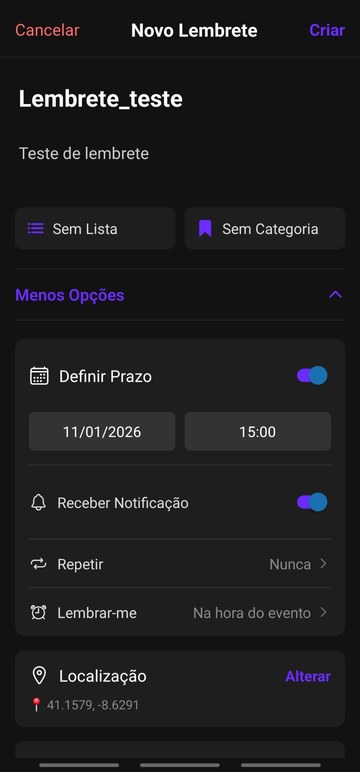 Cancelar
Novo Lembrete
Criar
Lembrete_teste
Teste de lembrete
Sem Lista
Sem Categoria
Menos Opções
Definir Prazo
11/01/2026
15:00
Receber Notificação
Repetir
Nunca
Lembrar-me
Na hora do evento
Localização
Alterar
41.1579, -8.6291